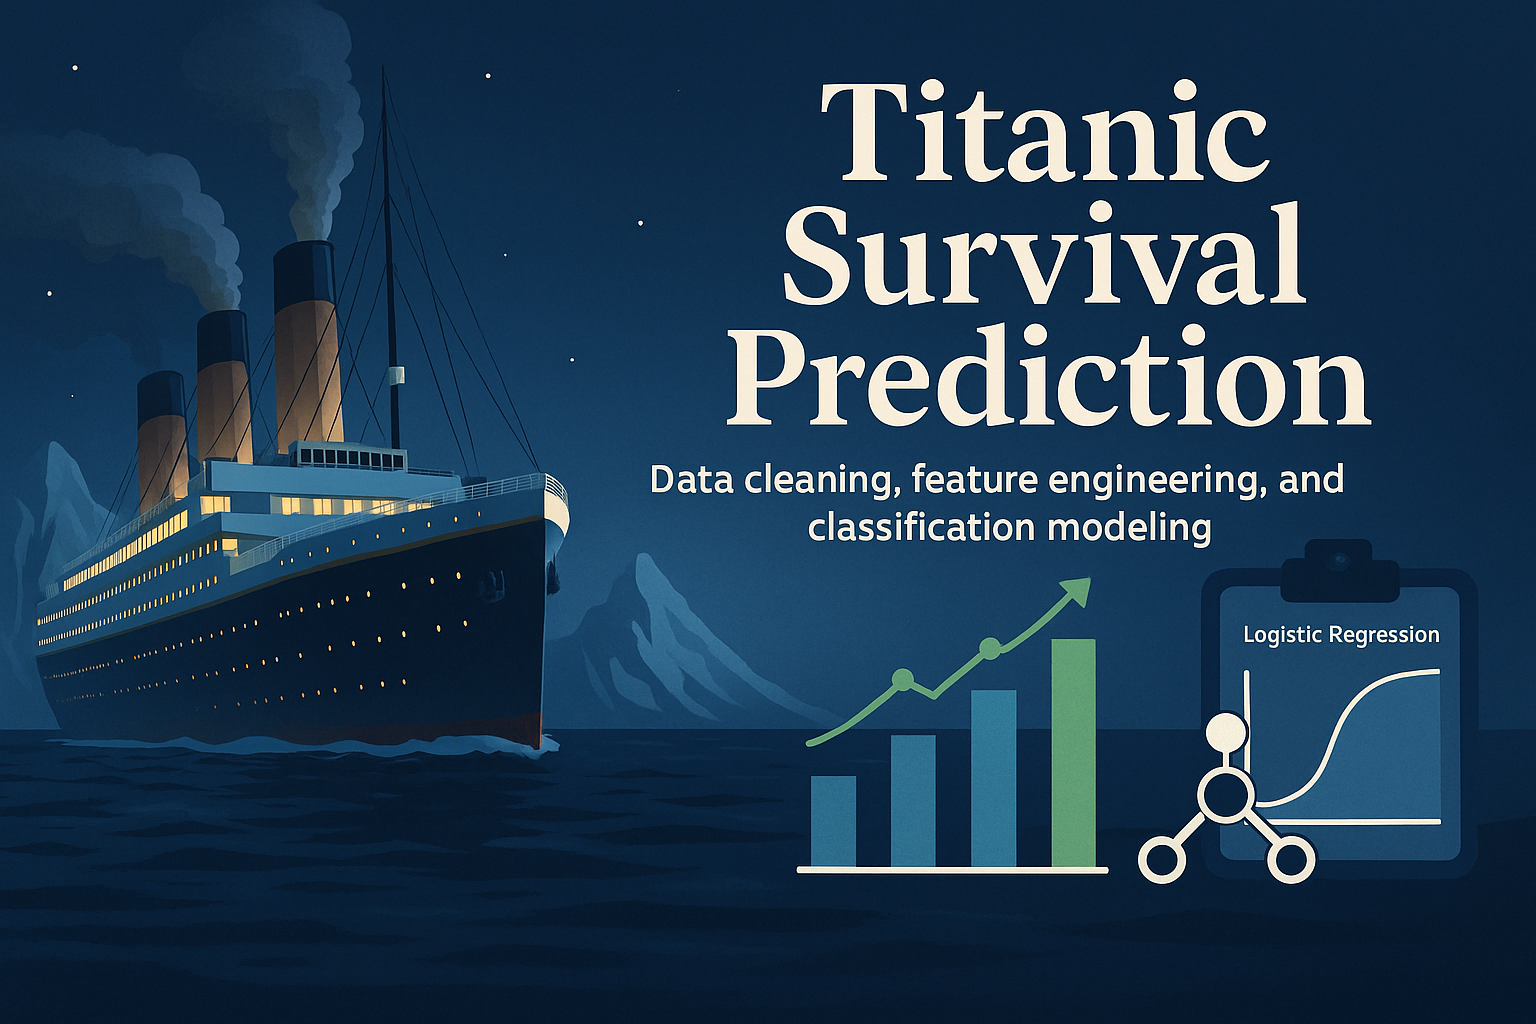 Titanic
Survival
Prediction
Data cleaning, feature engineering, and
classification modeling
Logistic Regression